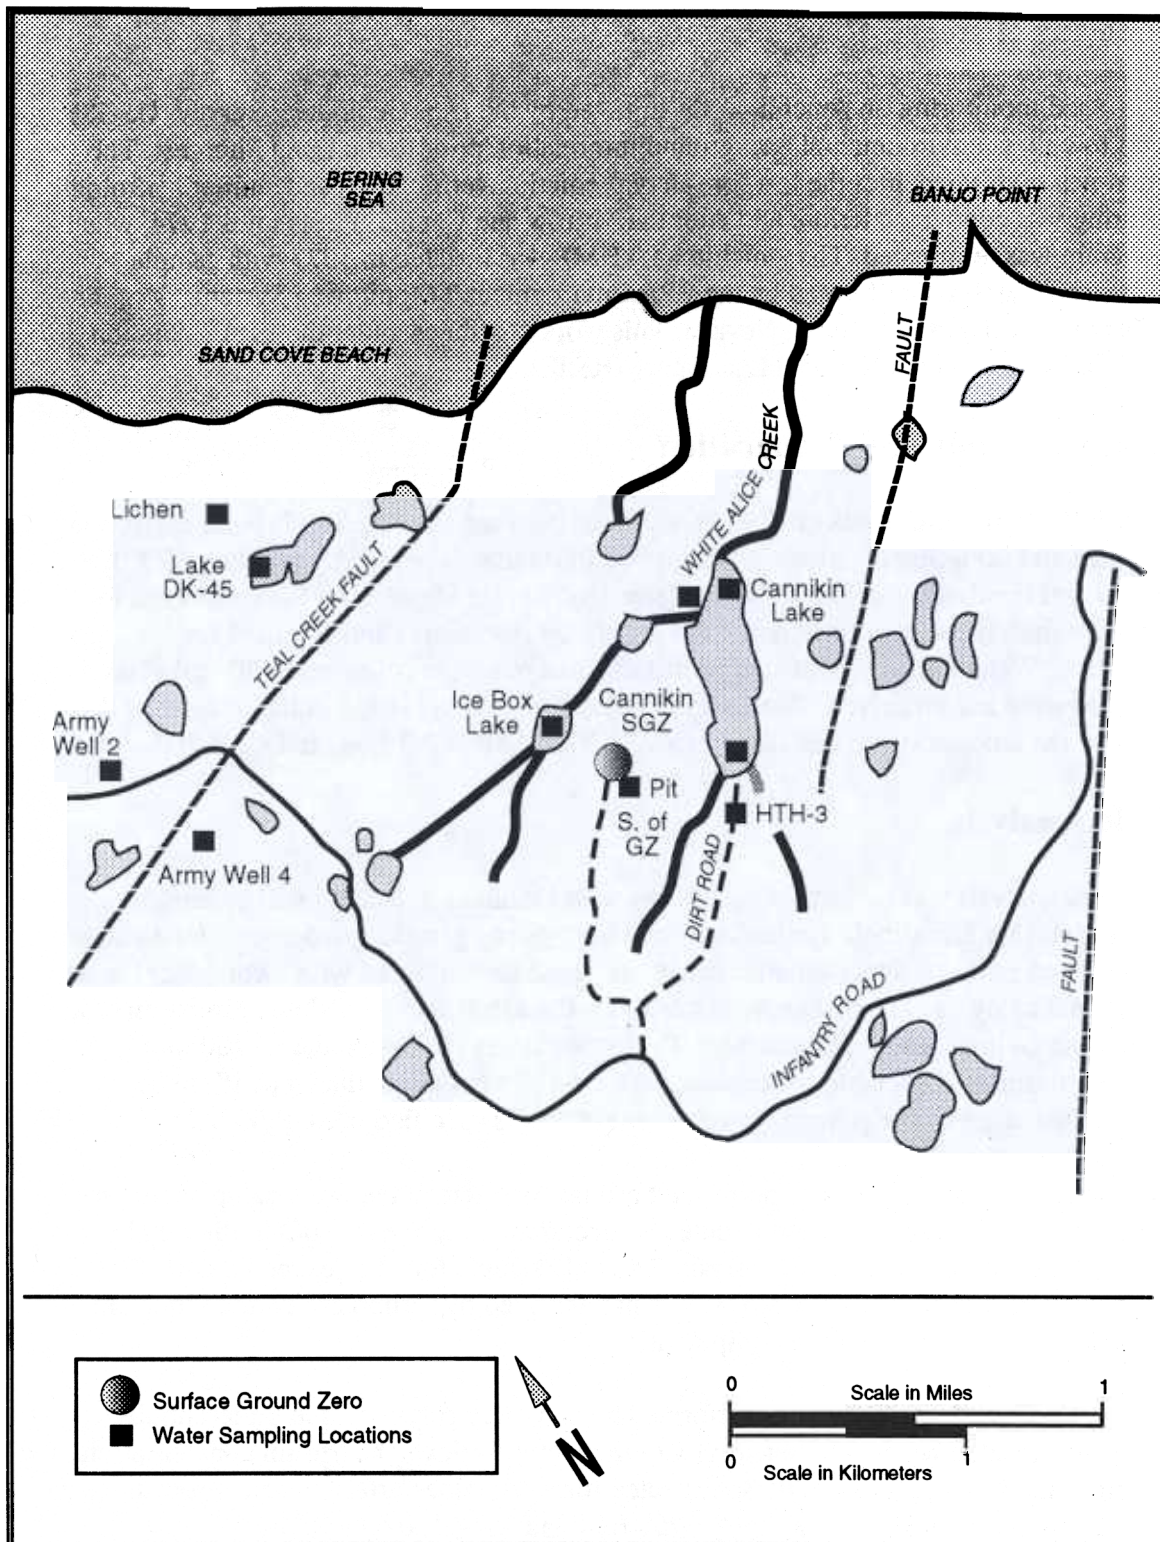 BERING
SEA
BANJO POINT
SAND COVE BEACH
FAULT
WHITE ALICE CREEK
Lichen
Lake
DK-45
TEAL CREEK FAULT
Cannikin
Lake
Ice Box
Lake
Cannikin
SGZ
Army
Well 2
Pit
S. of
GZ
HTH-3
Army Well 4
DIRT ROAD
FAULT
INFANTRY ROAD
Surface Ground Zero
Water Sampling Locations
N
0
1
Scale in Miles
0
1
Scale in Kilometers